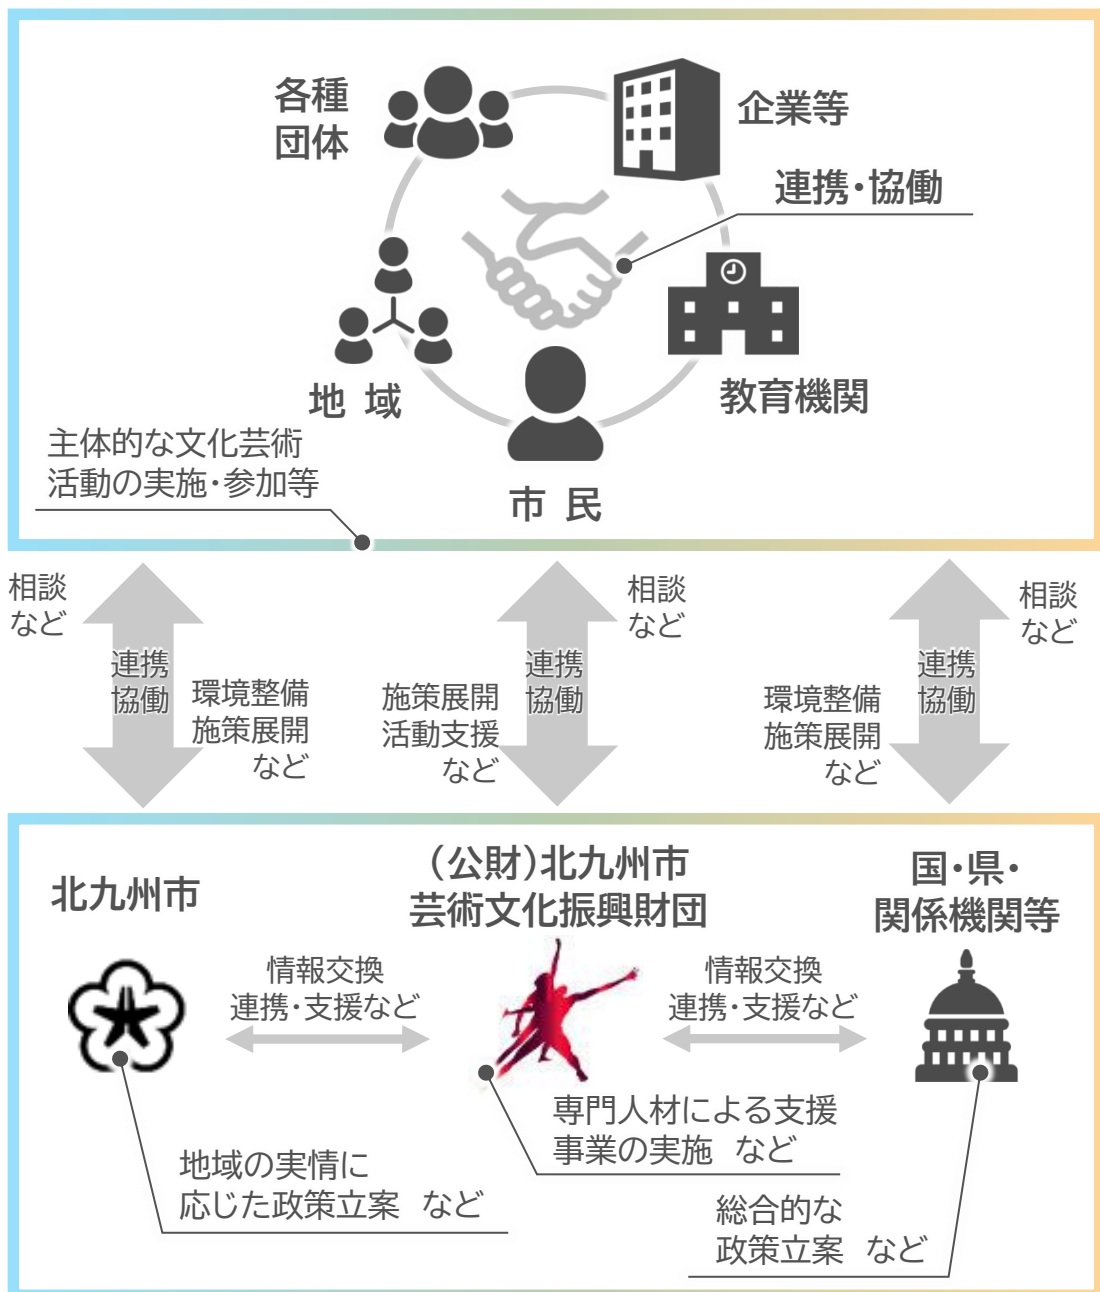 各種
団体
企業等
連携・協働
地 域
教育機関
主体的な文化芸術
活動の実施・参加等
市 民
相談
など
連携
協働
環境整備
施策展開
など
相談
など
連携
協働
施策展開
活動支援
など
相談
など
連携
協働
環境整備
施策展開
など
北九州市
（公財）北九州市
芸術文化振興財団
国・県・
関係機関等
情報交換
連携・支援など
情報交換
連携・支援など
専門人材による支援
事業の実施　など
地域の実情に
応じた政策立案　など
総合的な
政策立案　など